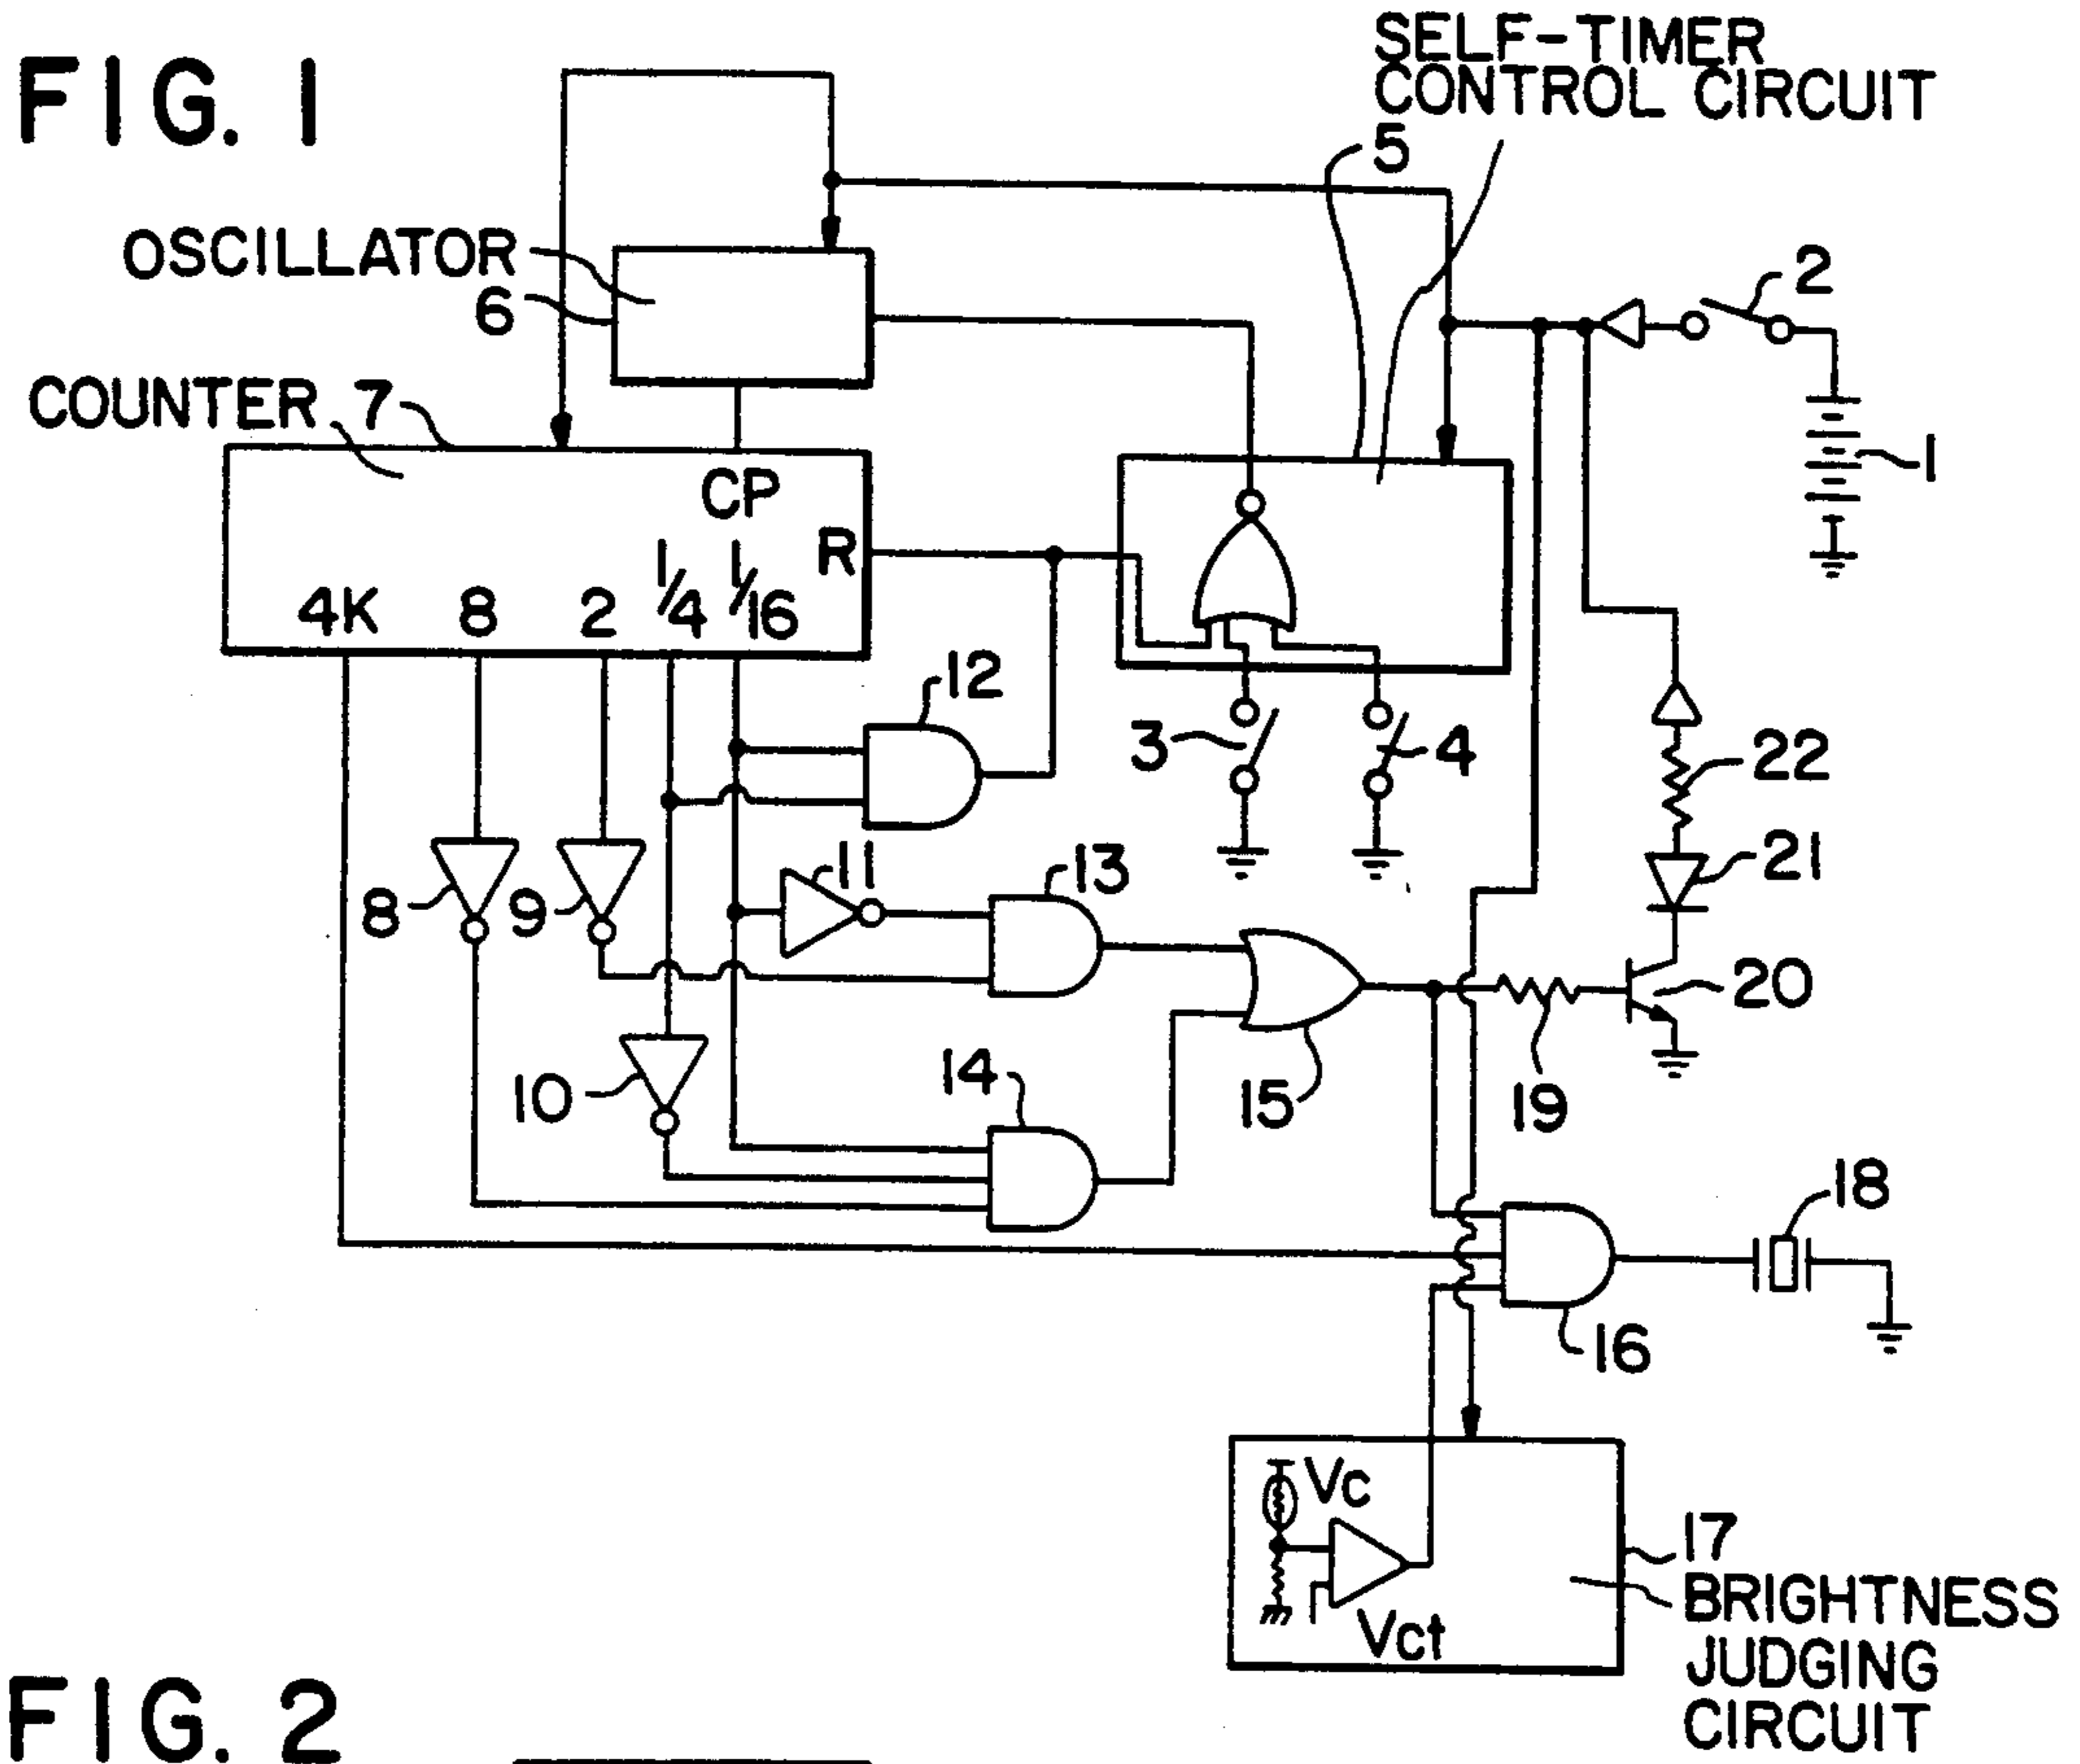 FIG. 1
SELF-TIMER
CONTROL CIRCUIT
5
OSCILLATOR
6
2
COUNTER 7
1
CP
R
4K 8 2 1/4 1/16
12
3
4
22
8
9
11
13
21
20
10
14
15
19
18
16
Vc
Vct
17
BRIGHTNESS
JUDGING
CIRCUIT
FIG. 2